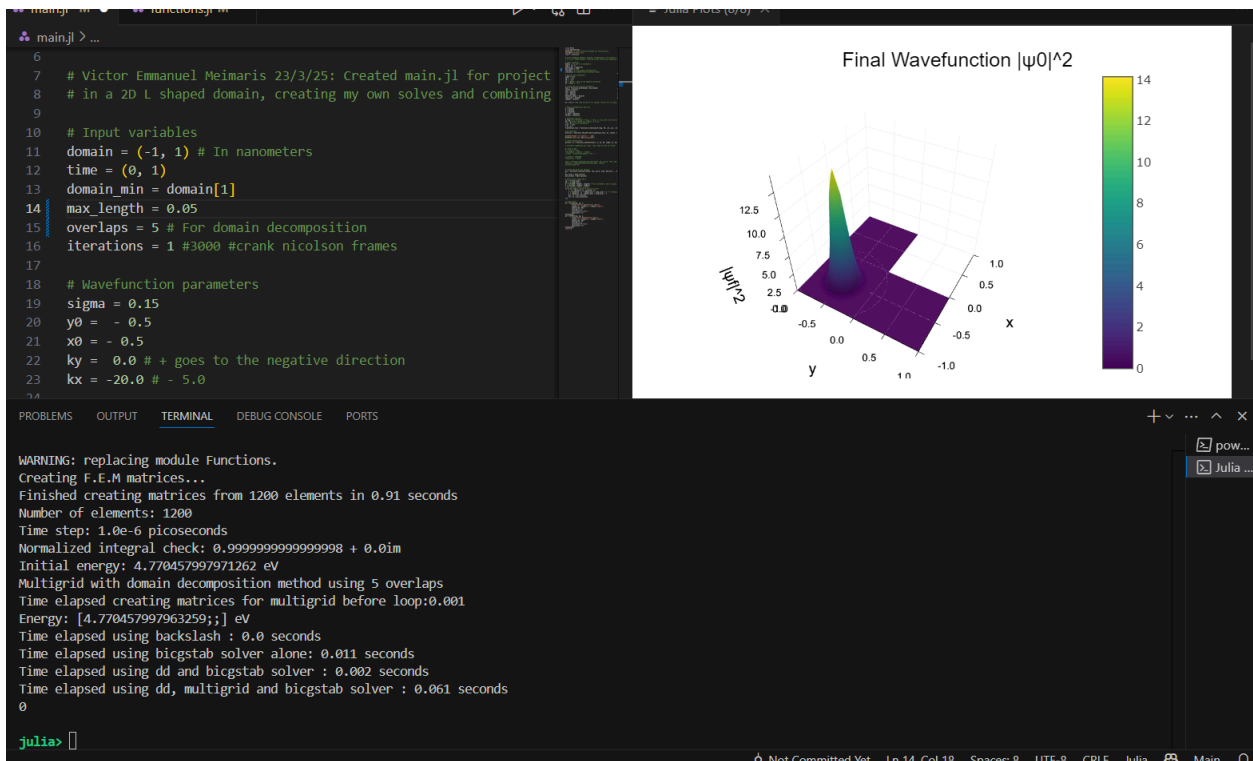 main.jl M
functions.jl M
Julia Plots (8/8)
main.jl > ...
6
7 # Victor Emmanuel Meimaris 23/3/25: Created main.jl for project
8 # in a 2D L shaped domain, creating my own solves and combining
9
10 # Input variables
11 domain = (-1, 1) # In nanometers
12 time = (0, 1)
13 domain_min = domain[1]
14 max_length = 0.05
15 overlaps = 5 # For domain decomposition
16 iterations = 1 #3000 #crank nicolson frames
17
18 # Wavefunction parameters
19 sigma = 0.15
20 y0 = - 0.5
21 x0 = - 0.5
22 ky = 0.0 # + goes to the negative direction
23 kx = -20.0 # - 5.0
24
Final Wavefunction |ψ0|^2
14
12
10
8
6
4
2
0
12.5
10.0
7.5
5.0
2.5
|ψf|^2
-0.5
0.0
0.5
1.0
y
1.0
0.5
0.0
-0.5
-1.0
x
PROBLEMS OUTPUT TERMINAL DEBUG CONSOLE PORTS
pow...
Julia ...
WARNING: replacing module Functions.
Creating F.E.M matrices...
Finished creating matrices from 1200 elements in 0.91 seconds
Number of elements: 1200
Time step: 1.0e-6 picoseconds
Normalized integral check: 0.9999999999999998 + 0.0im
Initial energy: 4.770457997971262 eV
Multigrid with domain decomposition method using 5 overlaps
Time elapsed creating matrices for multigrid before loop:0.001
Energy: [4.770457997963259;;] eV
Time elapsed using backslash : 0.0 seconds
Time elapsed using bicgstab solver alone: 0.011 seconds
Time elapsed using dd and bicgstab solver : 0.002 seconds
Time elapsed using dd, multigrid and bicgstab solver : 0.061 seconds
0
julia>
Not Committed Yet Ln 14, Col 18 Spaces: 8 UTF-8 CRLF Julia Main